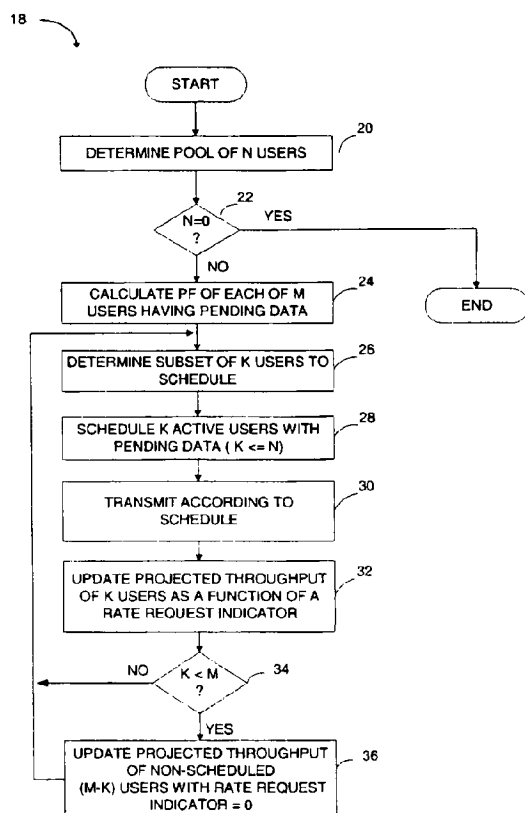 18
START
20
DETERMINE POOL OF N USERS
22
N=0
?
YES
NO
24
CALCULATE PF OF EACH OF M
USERS HAVING PENDING DATA
END
26
DETERMINE SUBSET OF K USERS TO
SCHEDULE
28
SCHEDULE K ACTIVE USERS WITH
PENDING DATA ( K <= N)
30
TRANSMIT ACCORDING TO
SCHEDULE
32
UPDATE PROJECTED THROUGHPUT
OF K USERS AS A FUNCTION OF A
RATE REQUEST INDICATOR
NO
K < M
?
34
YES
36
UPDATE PROJECTED THROUGHPUT
OF NON-SCHEDULED
(M-K) USERS WITH RATE REQUEST
INDICATOR = 0